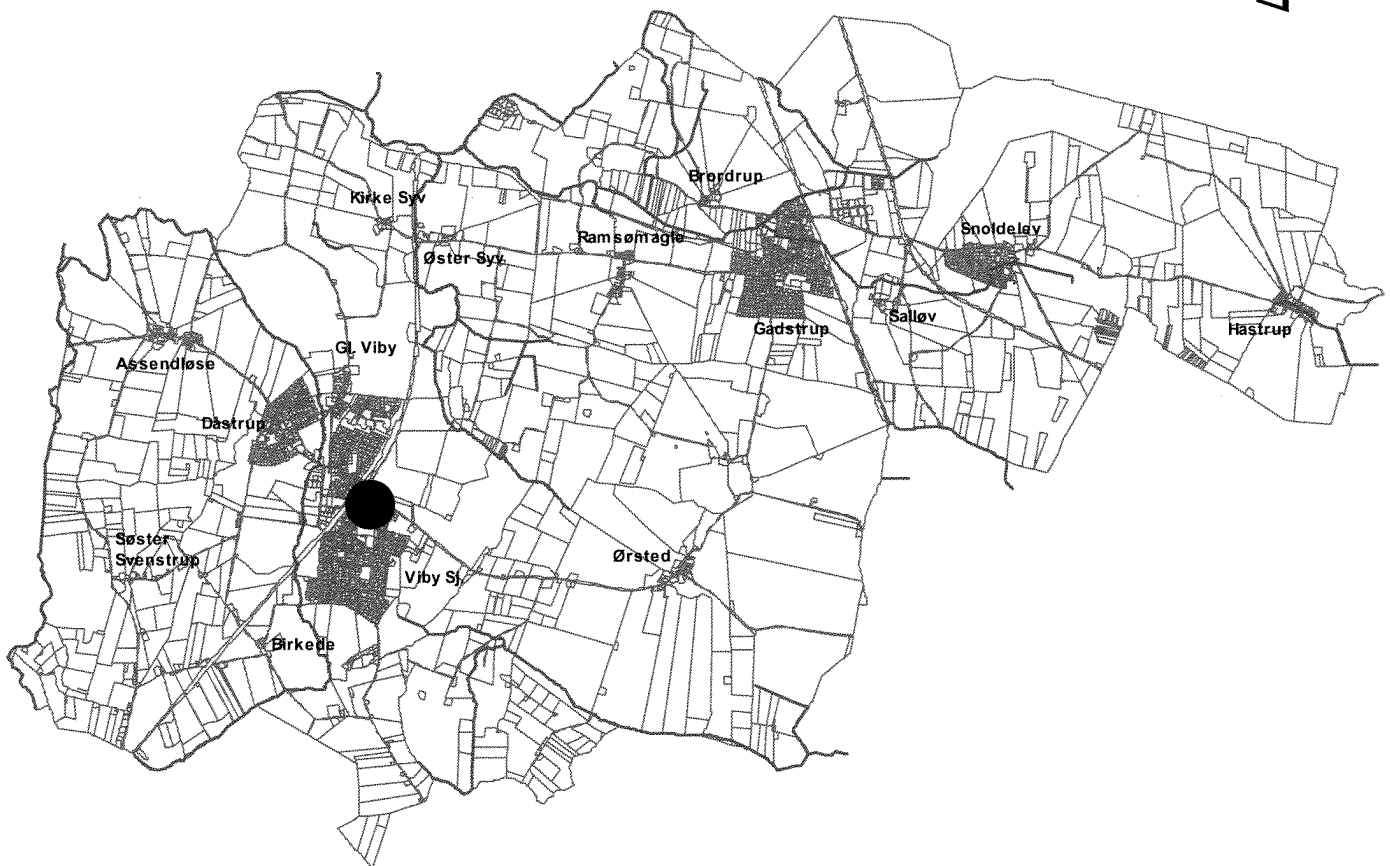 Brordrup
Kirke Syv
Snoldelev
Ramsømagle
Øster Syv
Salløv
Gadstrup
Hastrup
Gl. Viby
Assendløse
Dåstrup
Søster
Svenstrup
Ørsted
Viby Sj.
Birkede